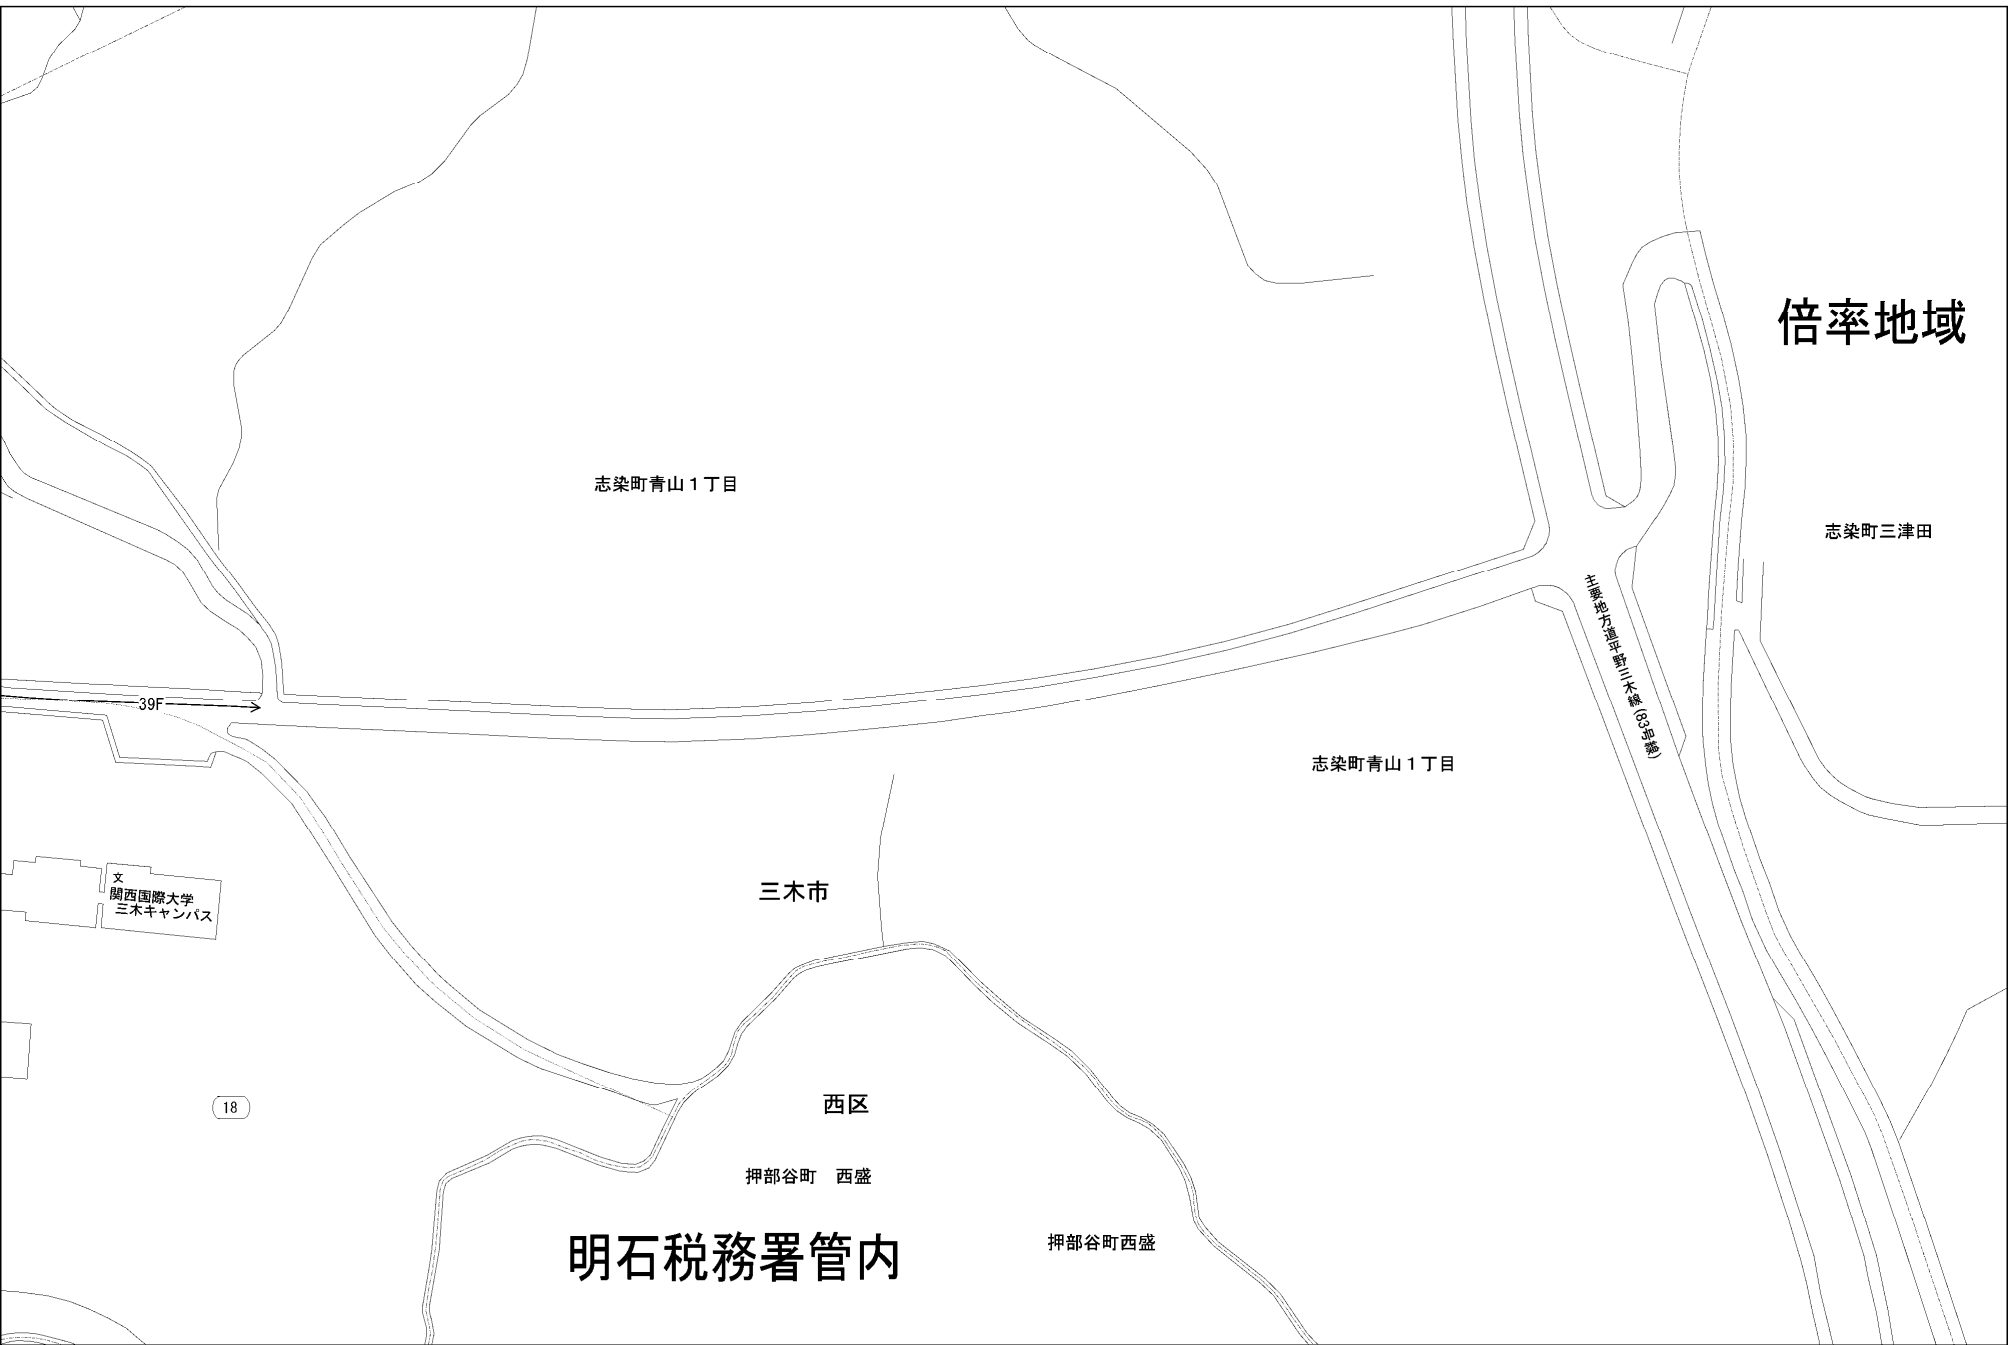 倍率地域
志染町青山１丁目
志染町三津田
主要地方道平野三木線(83号線)
39F
志染町青山１丁目
文
関西国際大学
三木キャンパス
三木市
18
西区
押部谷町　西盛
押部谷町西盛
明石税務署管内